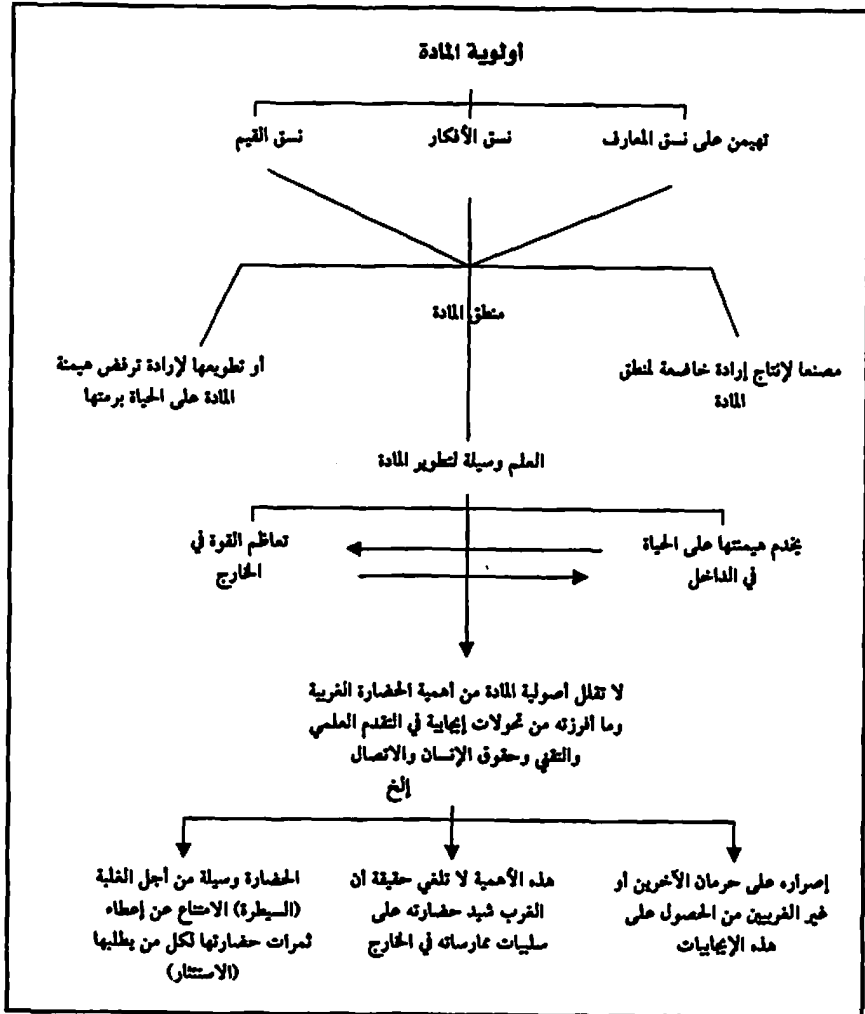 أولوية المادة
تهيمن على نسق المعارف
نسق الأفكار
نسق القيم
منطق المادة
مصنعا لإنتاج إرادة خاضعة لمنطق
المادة
أو تطويعها لإرادة ترفض هيمنة
المادة على الحياة برمتها
العلم وسيلة لتطوير المادة
يخدم هيمنتها على الحياة
في الداخل
تعاظم القوة في
الخارج
لا تقلل أصولية المادة من أهمية الحضارة الغربية
وما أفرزته من تحولات إيجابية في التقدم العلمي
والتقني وحقوق الإنسان والاتصال
إلخ
إصراره على حرمان الآخرين أو
غير الغربيين من الحصول على
هذه الإيجابيات
هذه الأهمية لا تلغي حقيقة أن
الغرب شيد حضارته على
سلبيات ممارساته في الخارج
الحضارة وسيلة من أجل الغلبة
(السيطرة) الامتناع عن إعطاء
ثمرات حضارتها لكل من يطلبها
(الاستئثار)